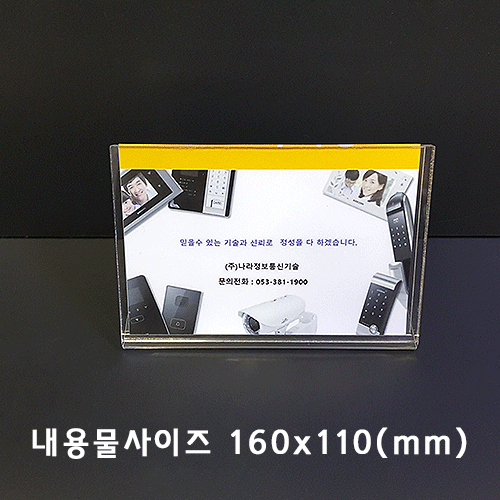 믿을수 있는 기술과 신뢰로 정성을 다 하겠습니다.
(주)나라정보통신기술
문의전화 : 053-381-1900
내용물사이즈 160x110(mm)